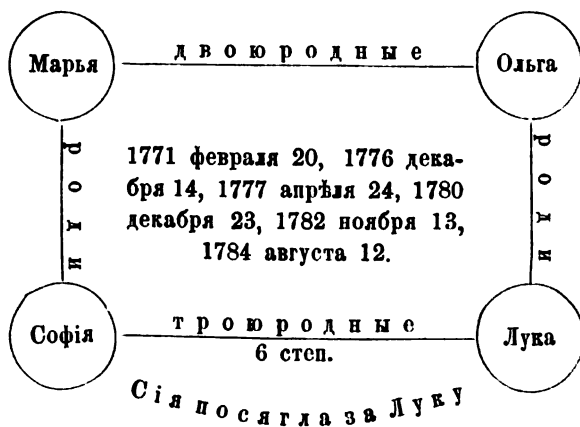 двоюродные
Марья
Ольга
роди
роди
1771 февраля 20, 1776 дека-
бря 14, 1777 апрѣля 24, 1780
декабря 23, 1782 ноября 13,
1784 августа 12.
троюродные
Софія
Лука
6 степ.
Сія посягла за Луку